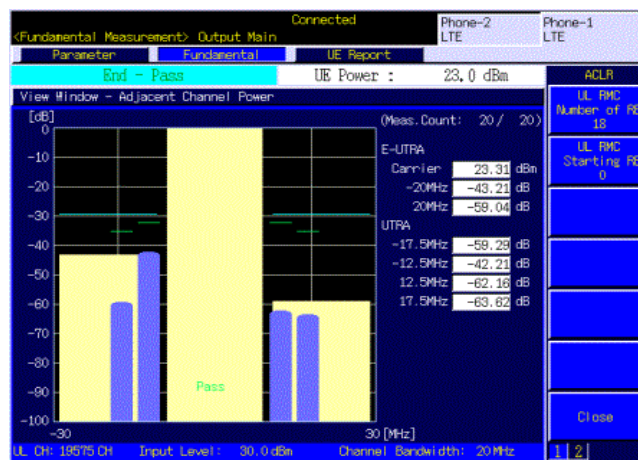 Connected
Phone-2 Phone-1
<Fundamental Measurement> Output Main
LTE LTE
Parameter Fundamental UE Report
End - Pass UE Power : 23.0 dBm ACLR
View Window - Adjacent Channel Power
UL RMC
Number of RB
18
[dB] (Meas.Count: 20/ 20)
0
-10
E-UTRA
UL RMC
Starting RB
0
Carrier 23.31 dBm
-20MHz -43.21 dB
20MHz -59.04 dB
-20
-30
UTRA
-17.5MHz -59.29 dB
-12.5MHz -42.21 dB
12.5MHz -62.16 dB
17.5MHz -63.62 dB
-40
-50
-60
-70
-80
-90
Pass
-100
Close
-30 30 [MHz]
UL CH: 19575 CH Input Level: 30.0 dBm Channel Bandwidth: 20 MHz
1 2